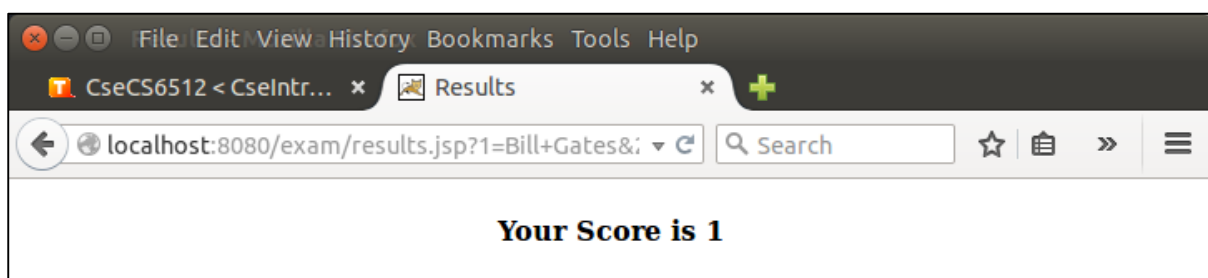 File Edit View History Bookmarks Tools Help
CseCS6512 < CseIntr... × Results ×
localhost:8080/exam/results.jsp?1=Bill+Gates& Search
Your Score is 1